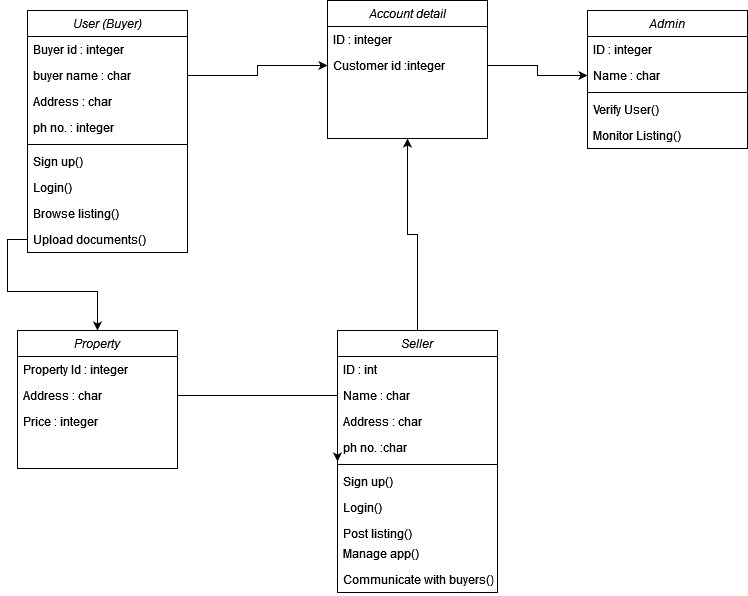 User (Buyer)
Buyer id : integer
buyer name : char
Address : char
ph no. : integer
Sign up()
Login()
Browse listing()
Upload documents()
Account detail
ID : integer
Customer id :integer
Admin
ID : integer
Name : char
Verify User()
Monitor Listing()
Property
Property Id : integer
Address : char
Price : integer
Seller
ID : int
Name : char
Address : char
ph no. :char
Sign up()
Login()
Post listing()
Manage app()
Communicate with buyers()